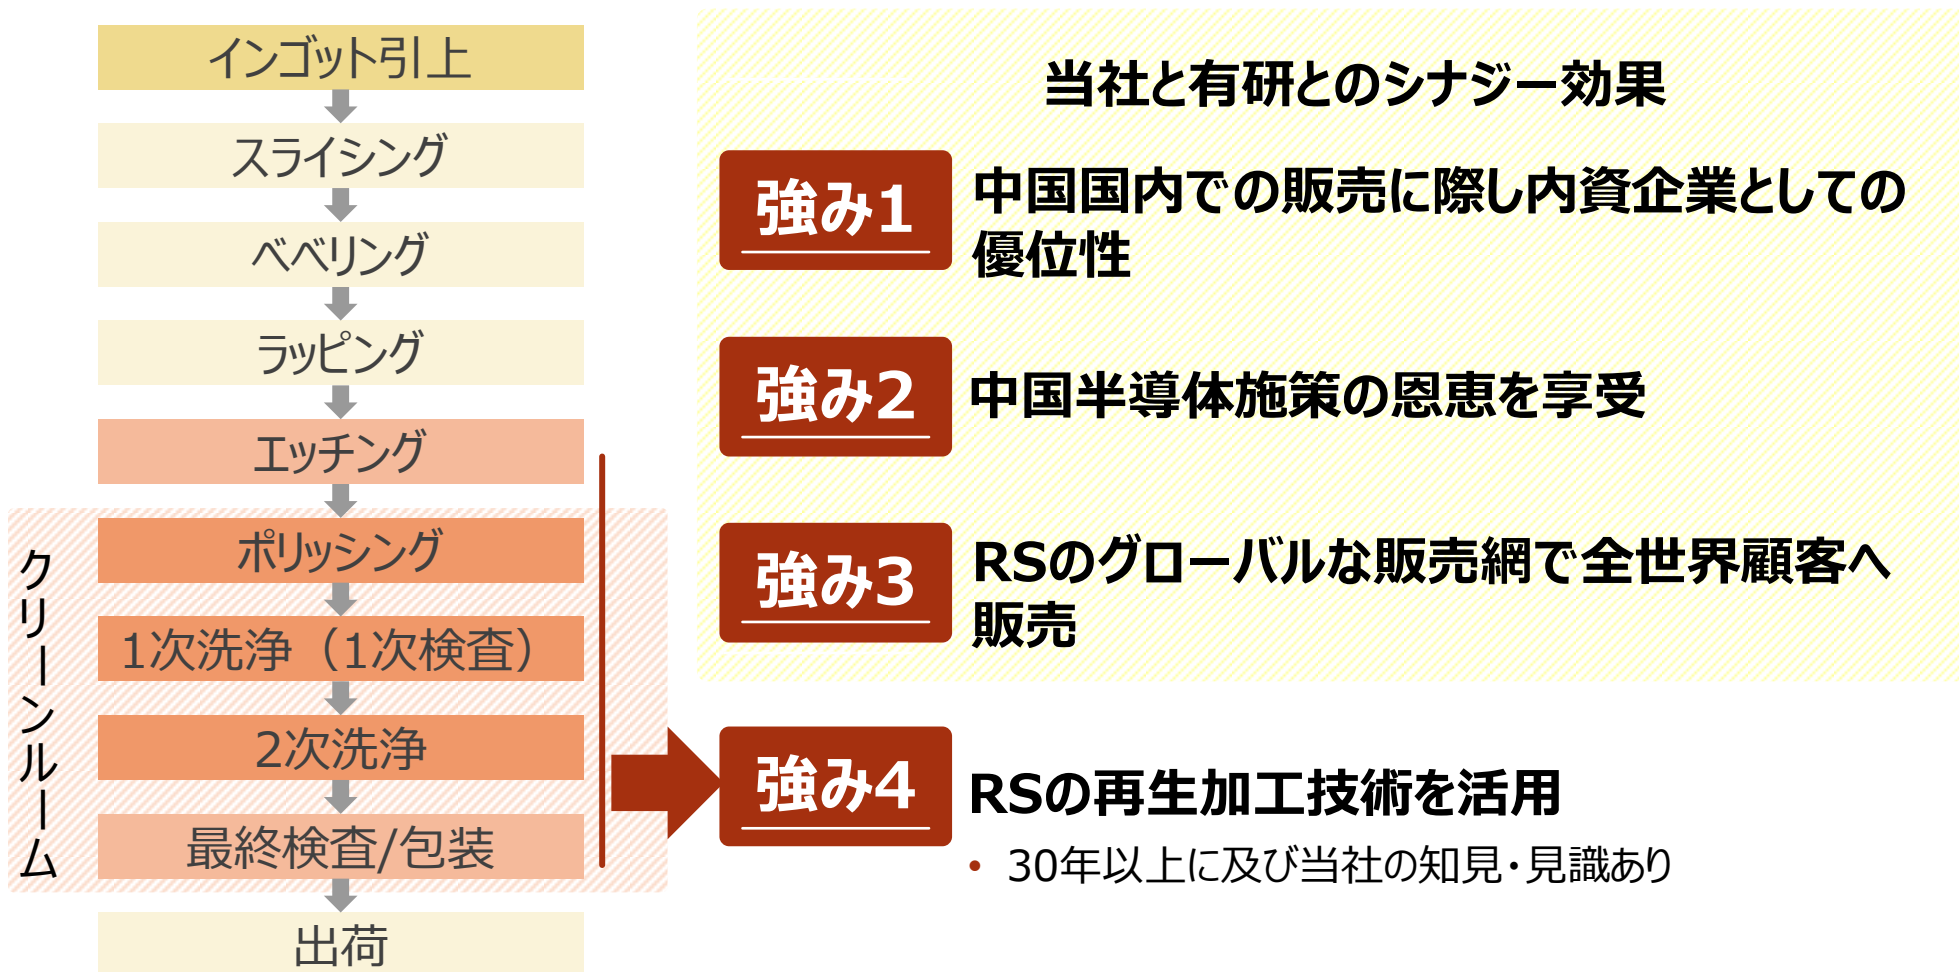 インゴット引上
スライシング
ベベリング
ラッピング
エッチング
ポリッシング
1次洗浄（1次検査）
2次洗浄
最終検査/包装
出荷
クリーンルーム
当社と有研とのシナジー効果
強み1
中国国内での販売に際し内資企業としての
優位性
強み2
中国半導体施策の恩恵を享受
強み3
RSのグローバルな販売網で全世界顧客へ
販売
強み4
RSの再生加工技術を活用
• 30年以上に及び当社の知見・見識あり